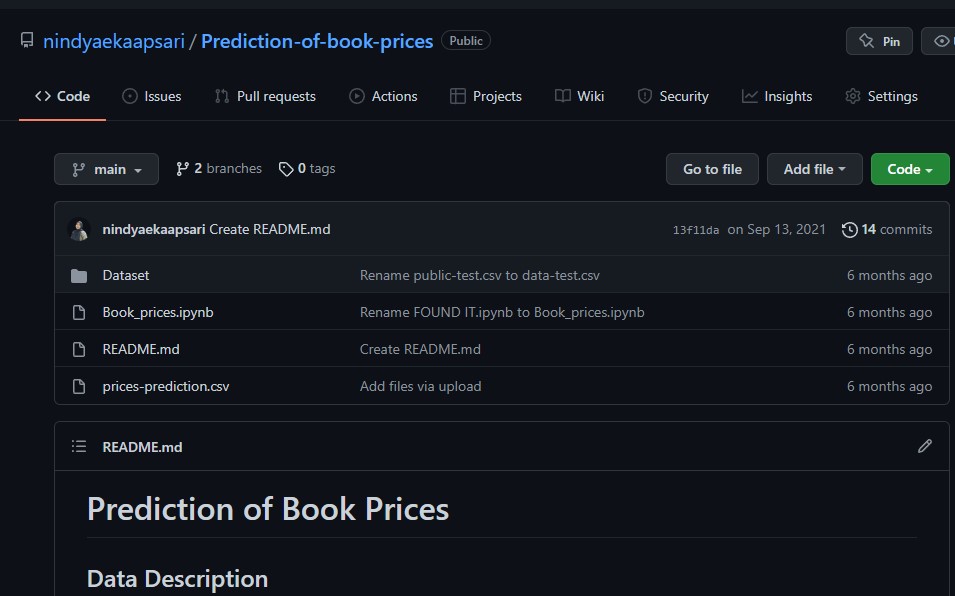 nindyaekaapsari / Prediction-of-book-prices Public Pin
Code Issues Pull requests Actions Projects Wiki Security Insights Settings
main 2 branches 0 tags Go to file Add file Code
nindyaekaapsari Create README.md 13f11da on Sep 13, 2021 14 commits
Dataset Rename public-test.csv to data-test.csv 6 months ago
Book_prices.ipynb Rename FOUND IT.ipynb to Book_prices.ipynb 6 months ago
README.md Create README.md 6 months ago
prices-prediction.csv Add files via upload 6 months ago
README.md
Prediction of Book Prices
Data Description